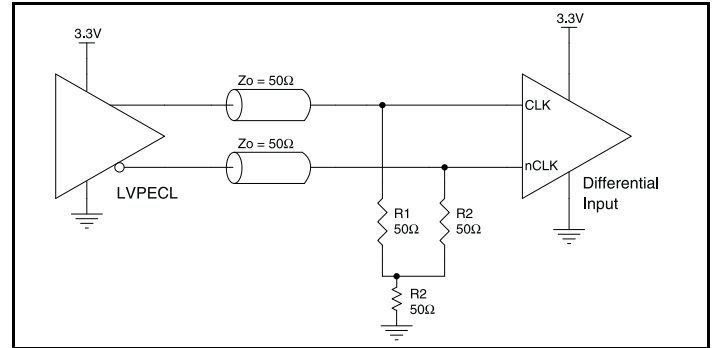 3.3V
3.3V
Zo = 50Ω
CLK
Zo = 50Ω
nCLK
LVPECL
Differential
Input
R1
50Ω
R2
50Ω
R2
50Ω